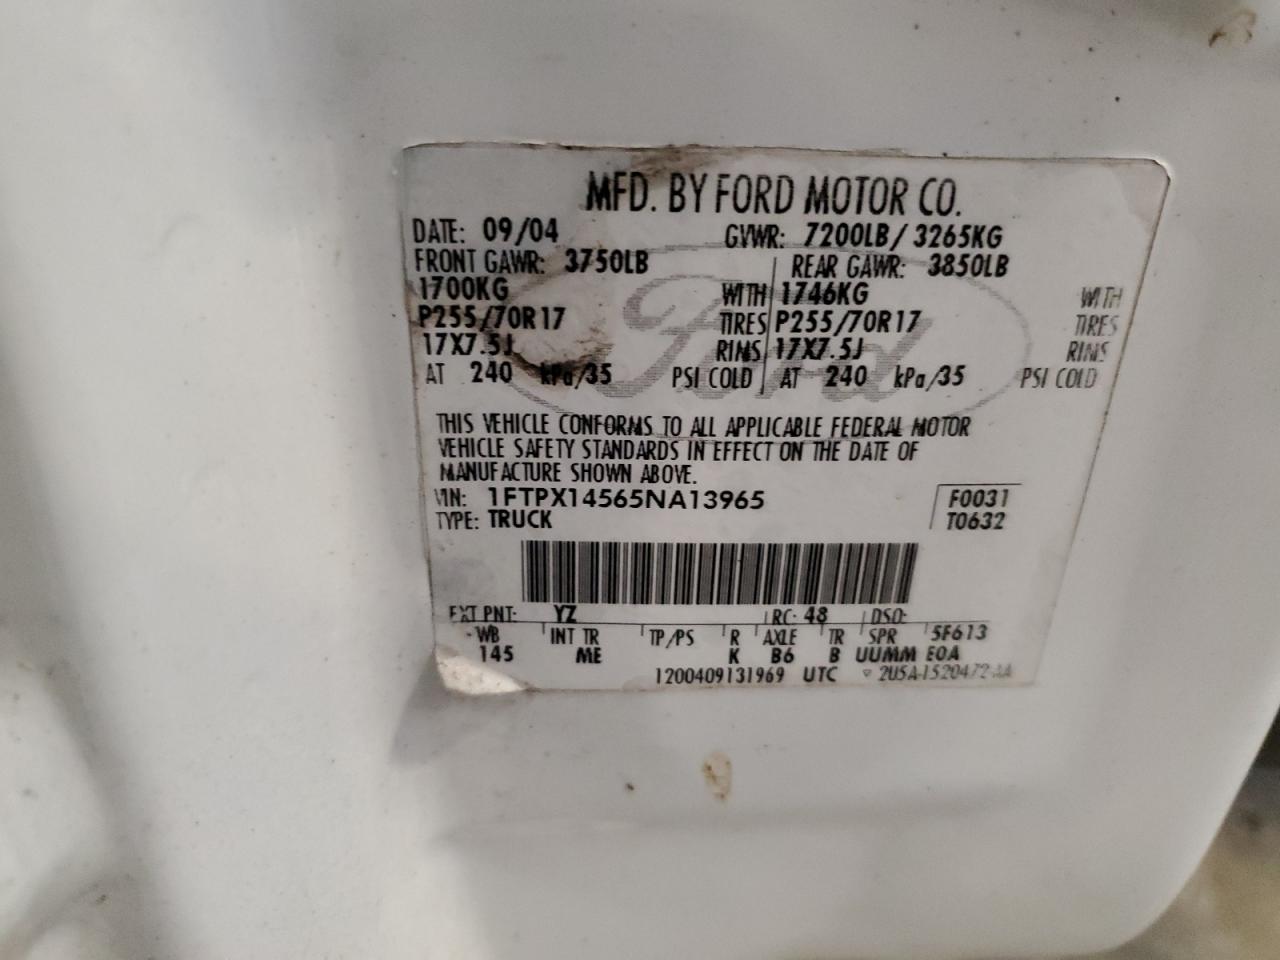 MFD. BY FORD MOTOR CO.
DATE: 09/04 GVWR: 7200LB/ 3265KG
FRONT GAWR: 3750LB REAR GAWR: 3850LB
1700KG WITH 1746KG WITH
P255/70R17 TIRES P255/70R17 TIRES
17X7.5J RIMS 17X7.5J RIMS
AT 240 kPa/35 PSI COLD AT 240 kPa/35 PSI COLD
Ford
THIS VEHICLE CONFORMS TO ALL APPLICABLE FEDERAL MOTOR
VEHICLE SAFETY STANDARDS IN EFFECT ON THE DATE OF
MANUFACTURE SHOWN ABOVE.
VIN: 1FTPX14565NA13965 F0031
TYPE: TRUCK T0632
EXT PNT: YZ RC: 48 DSO:
WB INT TR TP/PS R AXLE TR SPR 5F613
145 ME K B6 B UUMM E0A
1200409131969 UTC 2U5A-1520472-AA